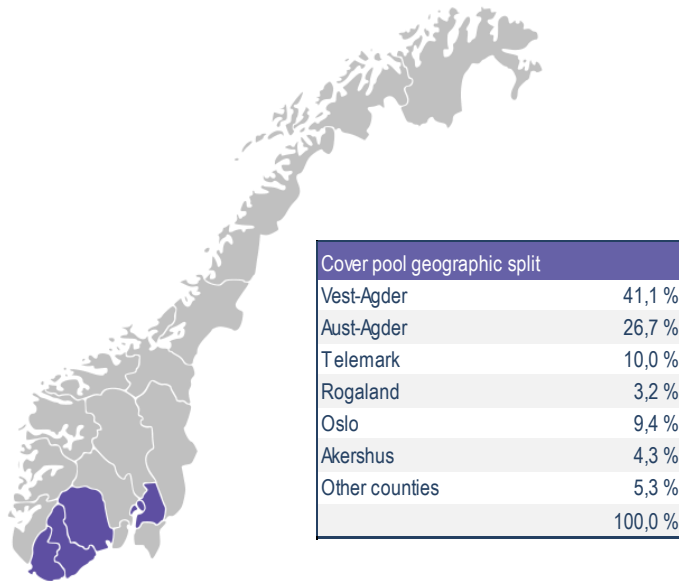 Cover pool geographic split
Vest-Agder 41,1 %
Aust-Agder 26,7 %
Telemark 10,0 %
Rogaland 3,2 %
Oslo 9,4 %
Akershus 4,3 %
Other counties 5,3 %
100,0 %